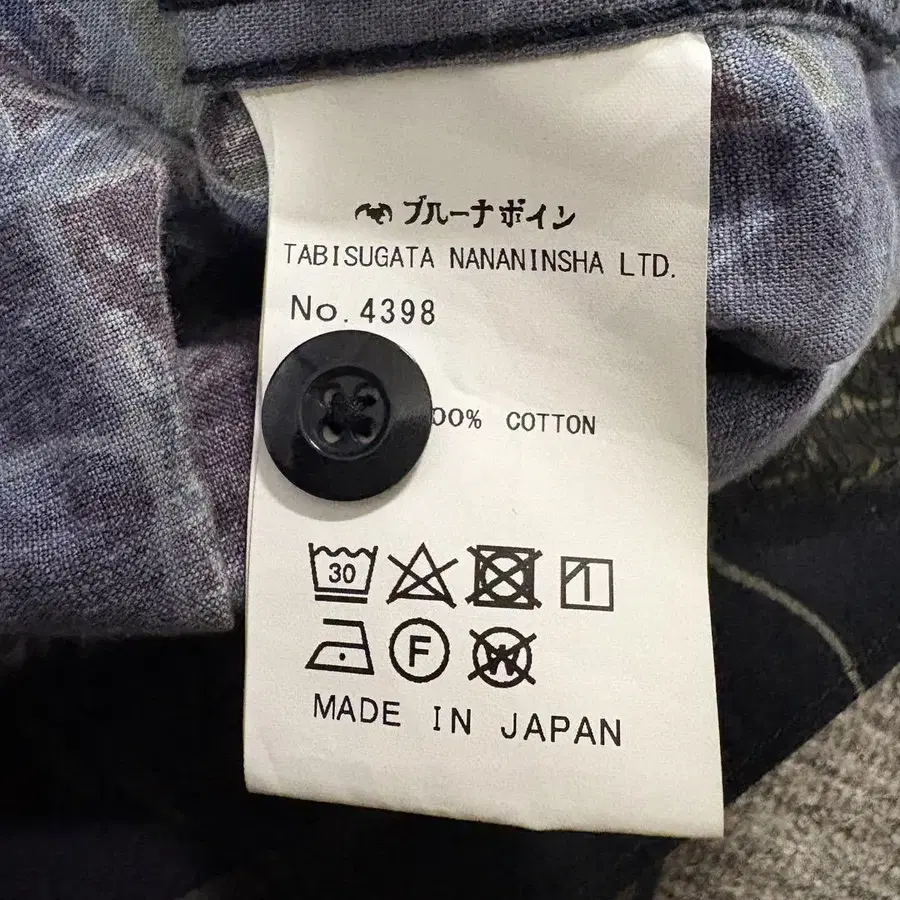 ブルーナボイン
TABISUGATA NANANINSHA LTD.
No. 4398
00% COTTON
30
F
W
MADE IN JAPAN